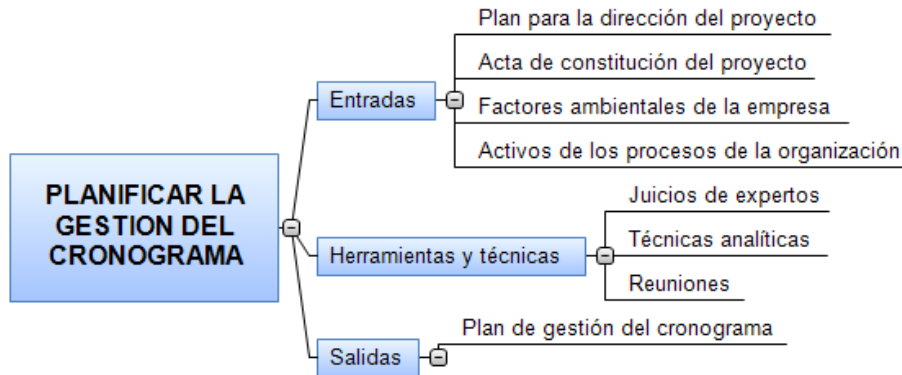 PLANIFICAR LA
GESTION DEL
CRONOGRAMA
Entradas
Plan para la dirección del proyecto
Acta de constitución del proyecto
Factores ambientales de la empresa
Activos de los procesos de la organización
Herramientas y técnicas
Juicios de expertos
Técnicas analíticas
Reuniones
Salidas
Plan de gestión del cronograma